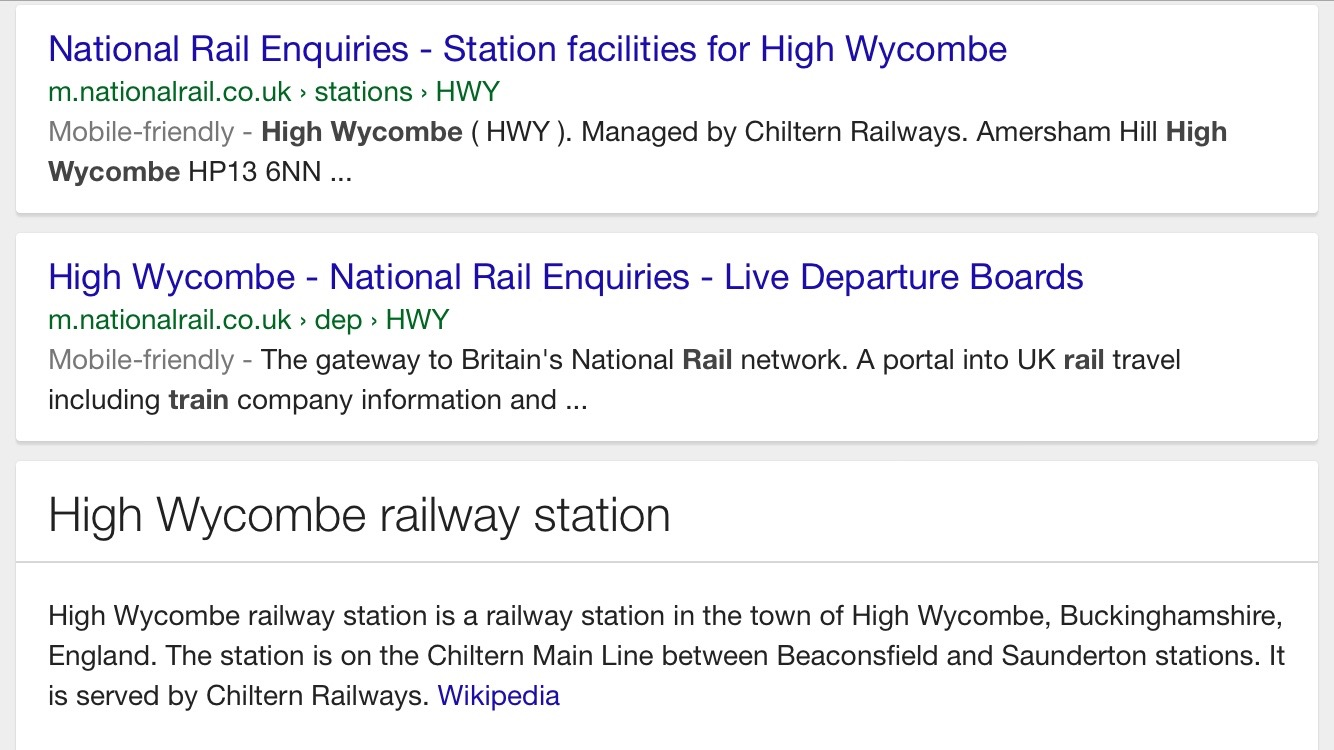 National Rail Enquiries - Station facilities for High Wycombe
m.nationalrail.co.uk › stations › HWY
Mobile-friendly - High Wycombe ( HWY ). Managed by Chiltern Railways. Amersham Hill High
Wycombe HP13 6NN ...
High Wycombe - National Rail Enquiries - Live Departure Boards
m.nationalrail.co.uk › dep › HWY
Mobile-friendly - The gateway to Britain's National Rail network. A portal into UK rail travel
including train company information and ...
High Wycombe railway station
High Wycombe railway station is a railway station in the town of High Wycombe, Buckinghamshire,
England. The station is on the Chiltern Main Line between Beaconsfield and Saunderton stations. It
is served by Chiltern Railways. Wikipedia